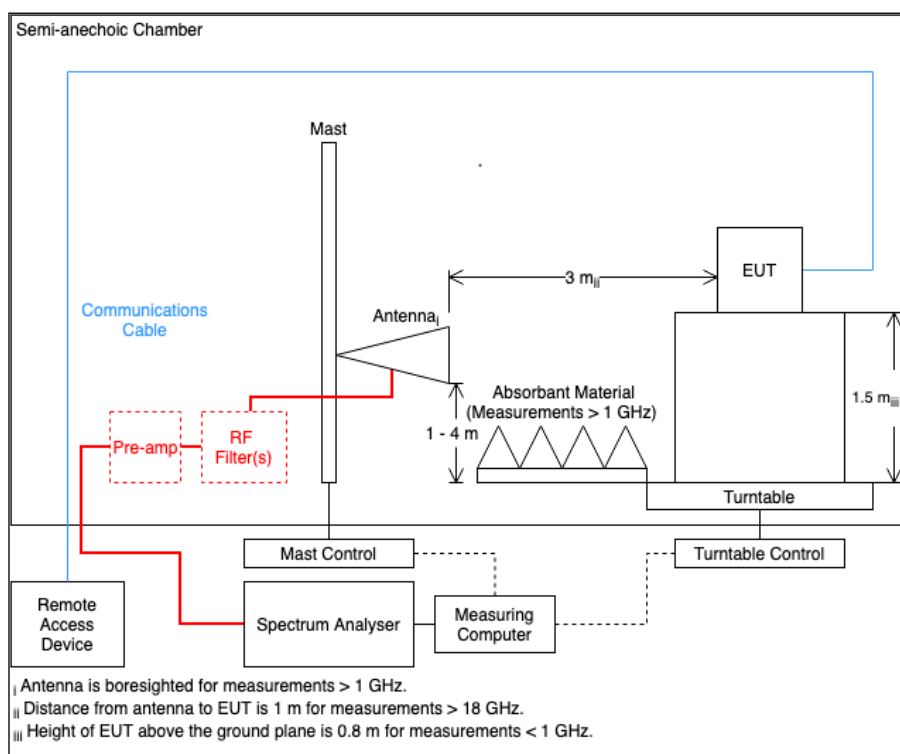 Semi-anechoic Chamber
Mast
EUT
3 m ii
Communications
Cable
Antenna i
Absorbant Material
(Measurements > 1 GHz)
1.5 m iii
1 - 4 m
Pre-amp
RF
Filter(s)
Turntable
Mast Control
Turntable Control
Remote
Access
Device
Spectrum Analyser
Measuring
Computer
i Antenna is boresighted for measurements > 1 GHz.
ii Distance from antenna to EUT is 1 m for measurements > 18 GHz.
iii Height of EUT above the ground plane is 0.8 m for measurements < 1 GHz.